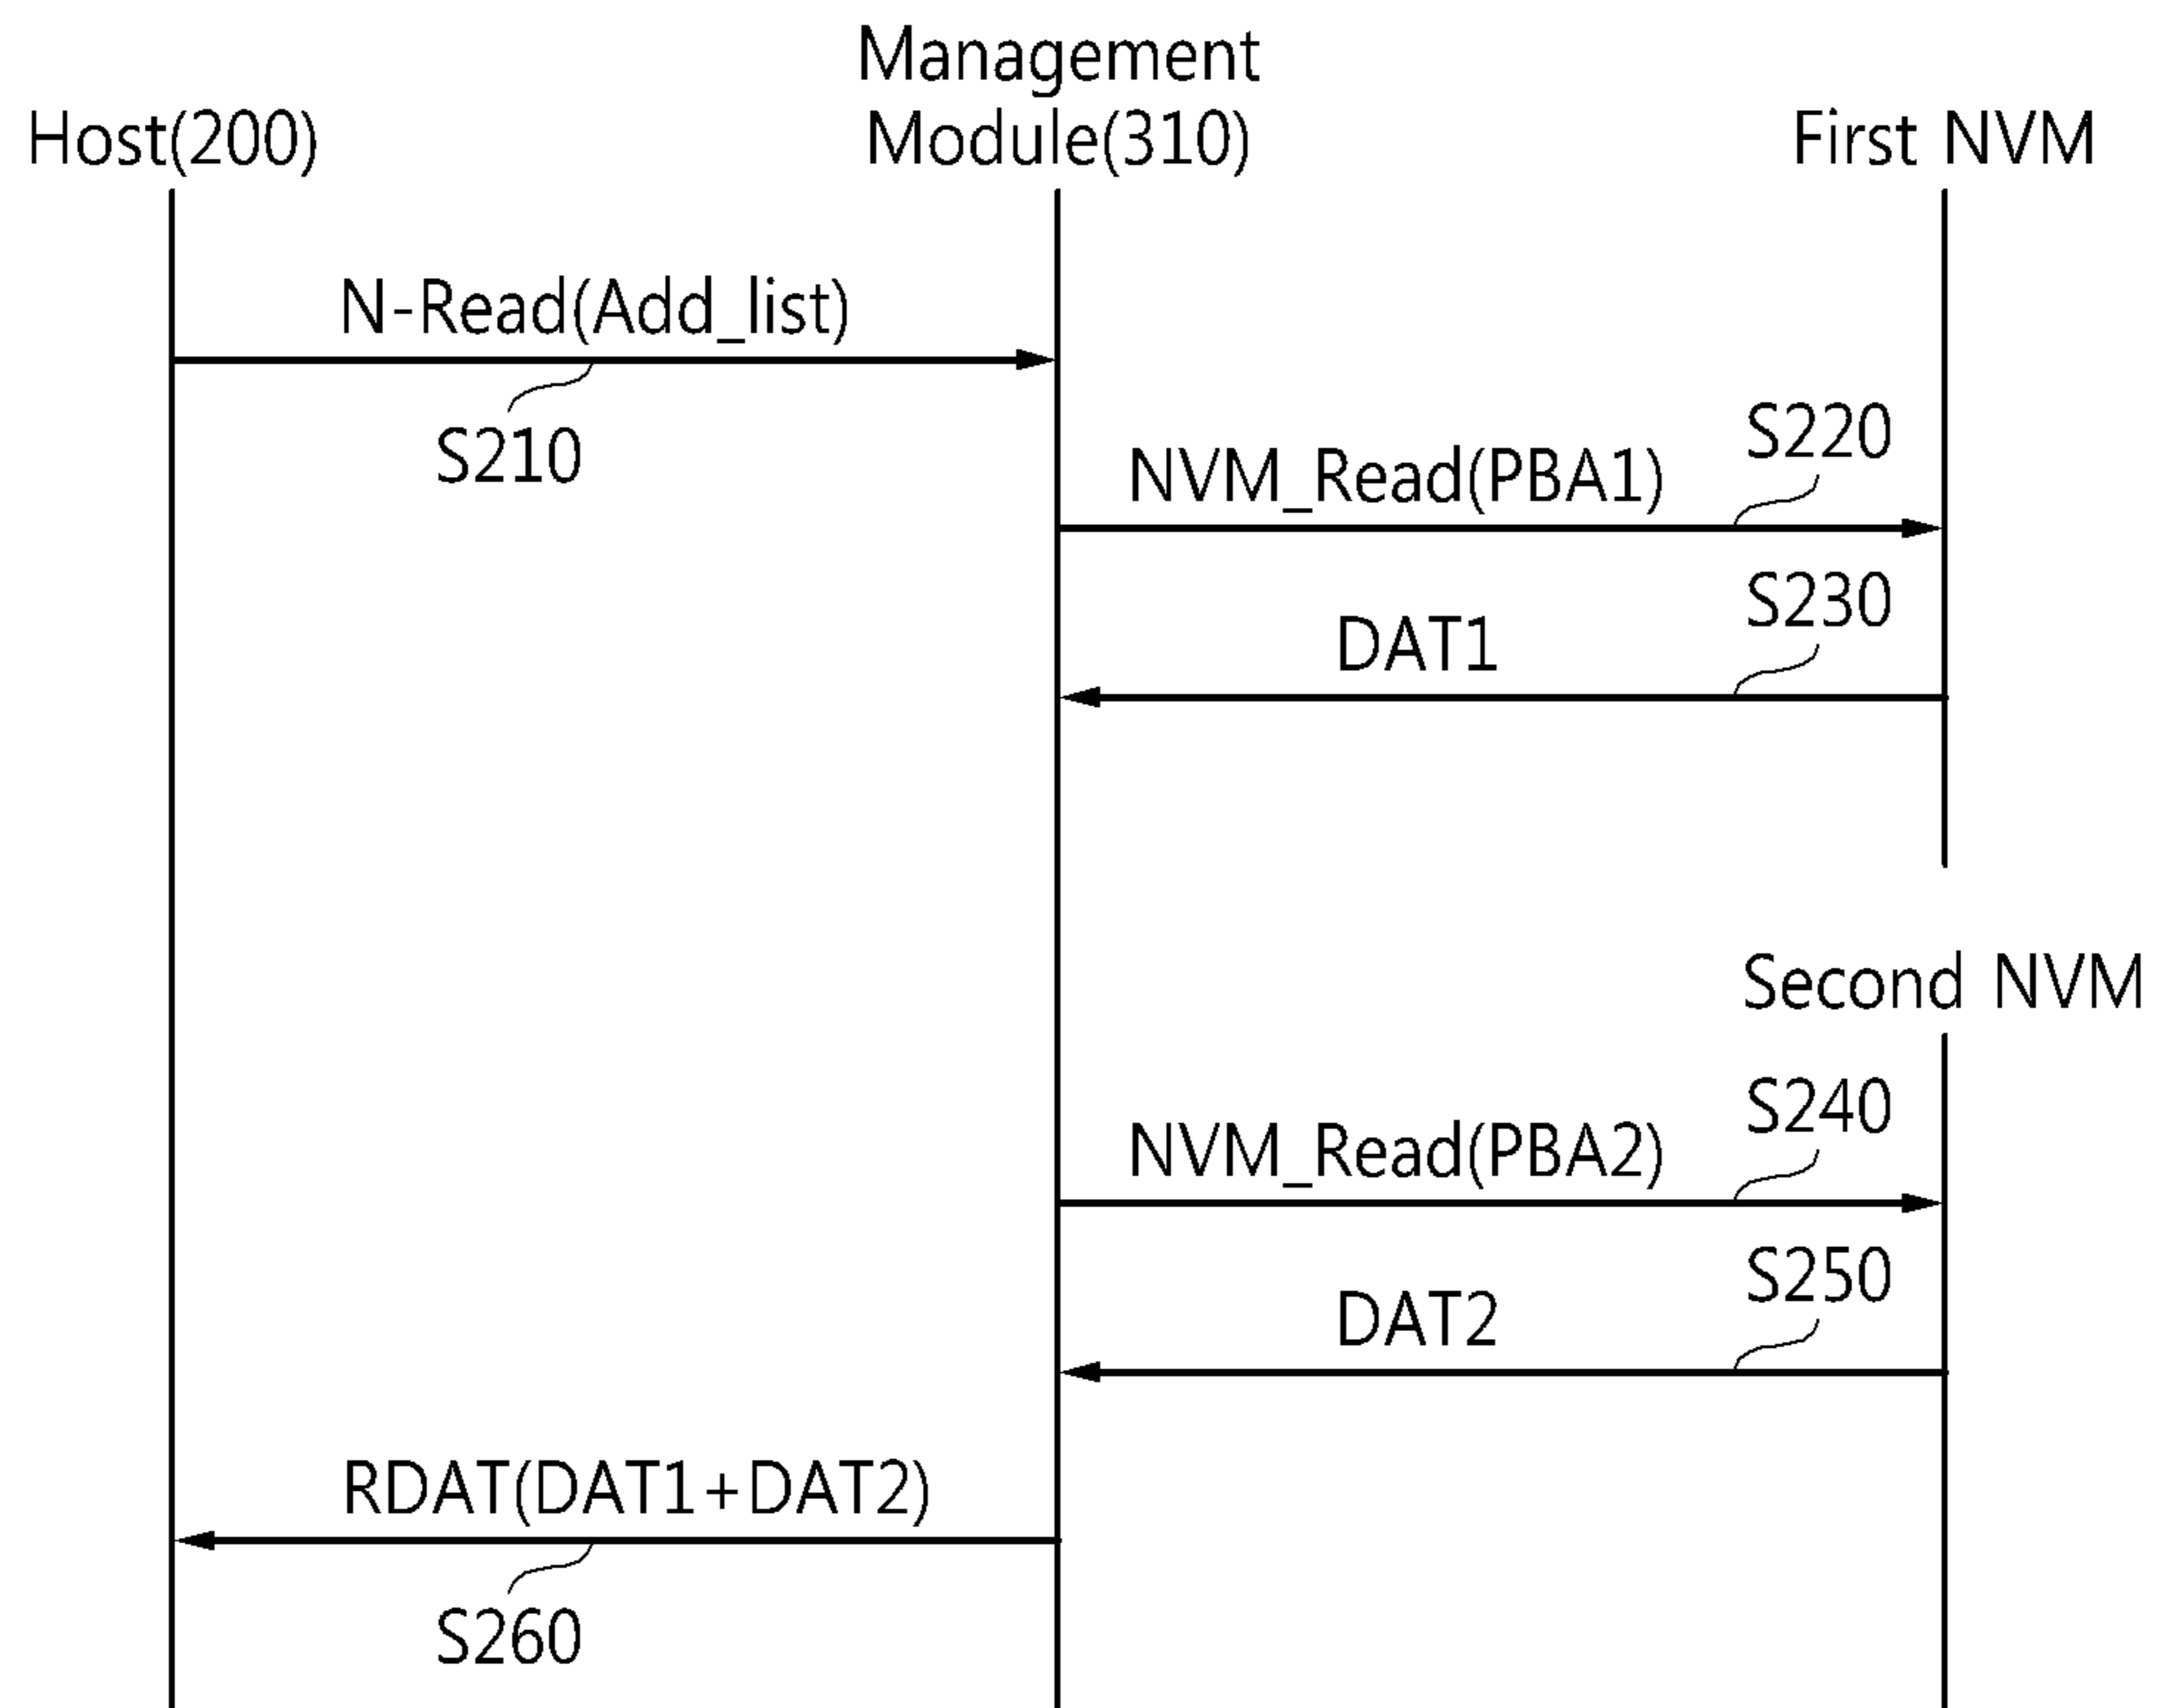 Management
Host(200)
Module(310)
First NVM
N-Read(Add_list)
S210
S220
NVM_Read(PBA1)
S230
DAT1
Second NVM
S240
NVM_Read(PBA2)
S250
DAT2
RDAT(DAT1+DAT2)
S260